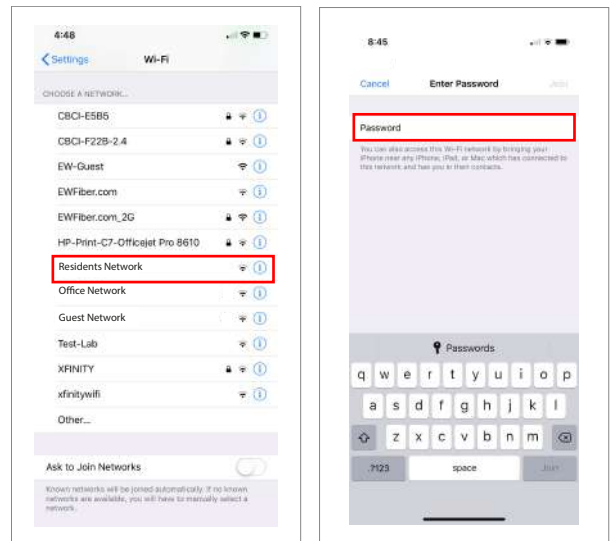 4:48
Settings Wi-Fi
CHOOSE A NETWORK...
CBCI-E5B5
CBCI-F22B-2.4
EW-Guest
EWFiber.com
EWFiber.com_2G
HP-Print-C7-Officejet Pro 8610
Residents Network
Office Network
Guest Network
Test-Lab
XFINITY
xfinitywifi
Other...
Ask to Join Networks
Known networks will be joined automatically. If no known
networks are available, you will have to manually select a
network.
8:45
Cancel Enter Password Join
Password
You can also access this Wi-Fi network by bringing your
iPhone near any iPhone, iPad, or Mac which has connected to
this network and has you in their contacts.
Passwords
q w e r t y u i o p
a s d f g h j k l
z x c v b n m
.?123 space Join